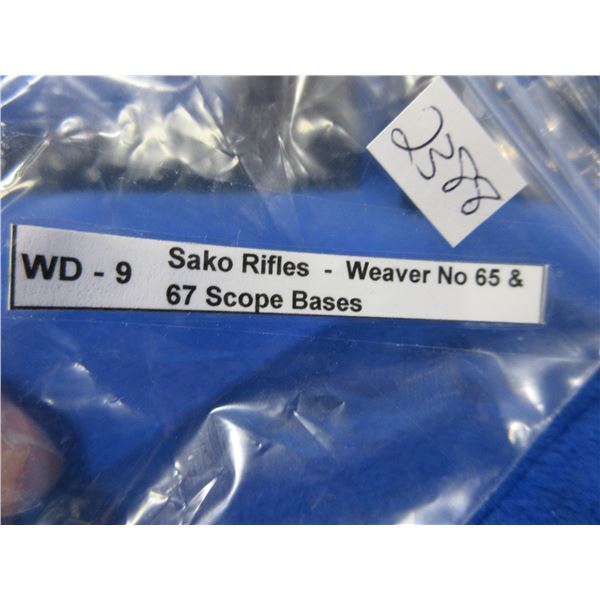 2388
WD - 9 Sako Rifles - Weaver No 65 &
67 Scope Bases